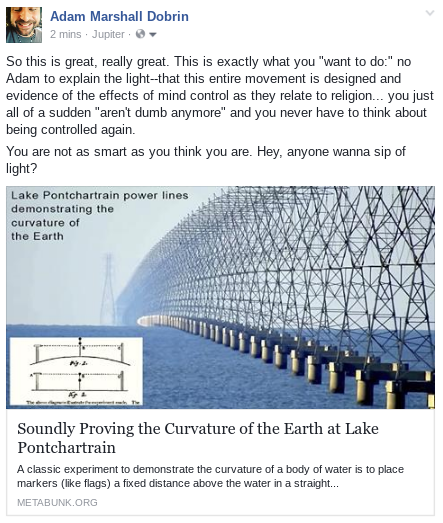 Adam Marshall Dobrin
2 mins · Jupiter ·
So this is great, really great. This is exactly what you "want to do:" no
Adam to explain the light--that this entire movement is designed and
evidence of the effects of mind control as they relate to religion... you just
all of a sudden "aren't dumb anymore" and you never have to think about
being controlled again.
You are not as smart as you think you are. Hey, anyone wanna sip of
light?
Lake Pontchartrain power lines
demonstrating the
curvature of
the Earth
Fig. 2.
Fig. 3.
Soundly Proving the Curvature of the Earth at Lake
Pontchartrain
A classic experiment to demonstrate the curvature of a body of water is to place
markers (like flags) a fixed distance above the water in a straight...
METABUNK.ORG